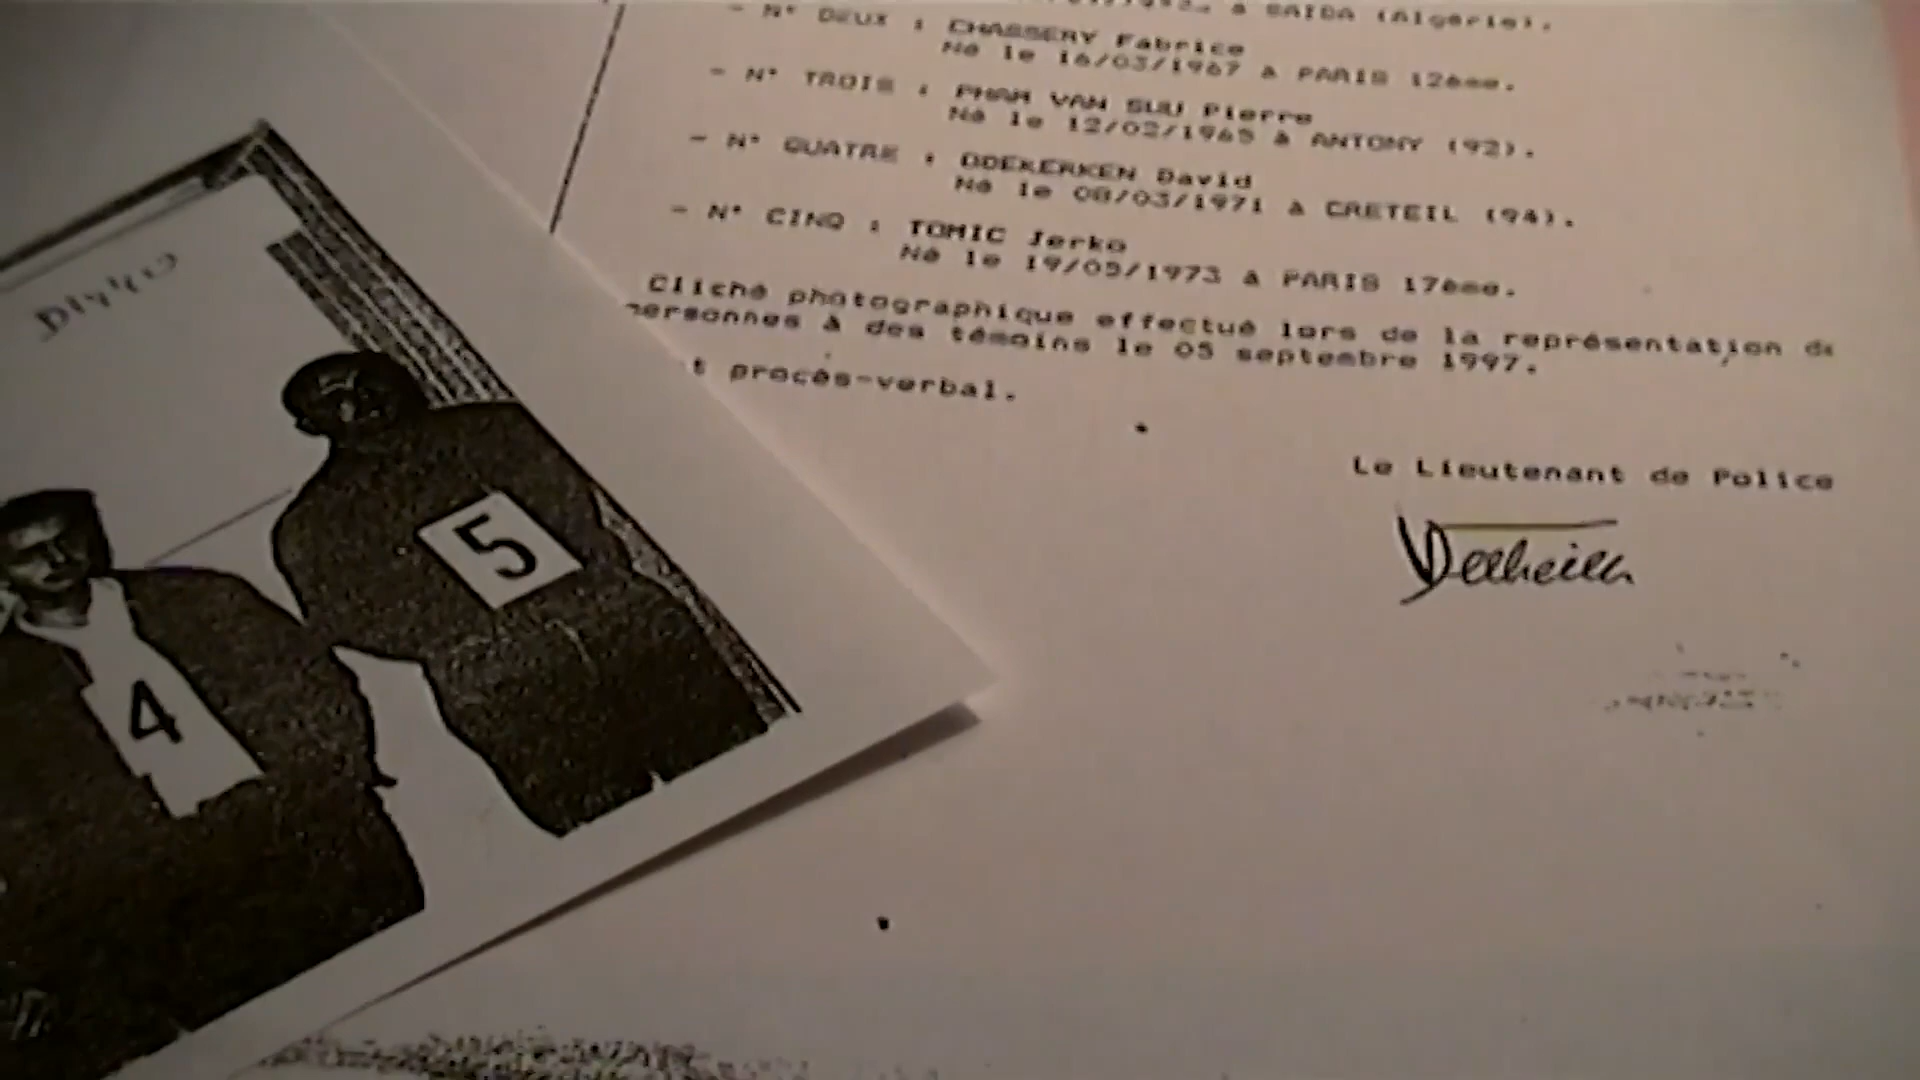 à SAIDA (Algérie).
- N° DEUX : CHASSERY Fabrice
Né le 16/03/1967 à PARIS 12ème.
- N° TROIS : PHAM VAN SUU Pierre
Né le 12/02/1965 à ANTONY (92).
- N° QUATRE : DOEKERKEN David
Né le 08/03/1971 à CRETEIL (94).
- N° CINQ : TOMIC Jerko
Né le 19/05/1973 à PARIS 17ème.
Cliché photographique effectué lors de la représentation de
personnes à des témoins le 05 septembre 1997.
t procès-verbal.
Le Lieutenant de Police
5
4